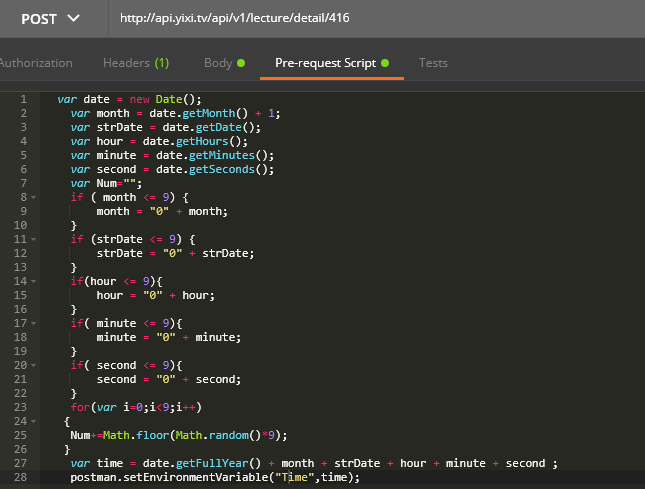 POST http://api.yixi.tv/api/v1/lecture/detail/416
Authorization Headers (1) Body Pre-request Script Tests
1 var date = new Date();
2 var month = date.getMonth() + 1;
3 var strDate = date.getDate();
4 var hour = date.getHours();
5 var minute = date.getMinutes();
6 var second = date.getSeconds();
7 var Num="";
8 if ( month <= 9) {
9 month = "0" + month;
10 }
11 if (strDate <= 9) {
12 strDate = "0" + strDate;
13 }
14 if(hour <= 9){
15 hour = "0" + hour;
16 }
17 if( minute <= 9){
18 minute = "0" + minute;
19 }
20 if( second <= 9){
21 second = "0" + second;
22 }
23 for(var i=0;i<9;i++)
24 {
25 Num+=Math.floor(Math.random()*9);
26 }
27 var time = date.getFullYear() + month + strDate + hour + minute + second ;
28 postman.setEnvironmentVariable("Time",time);